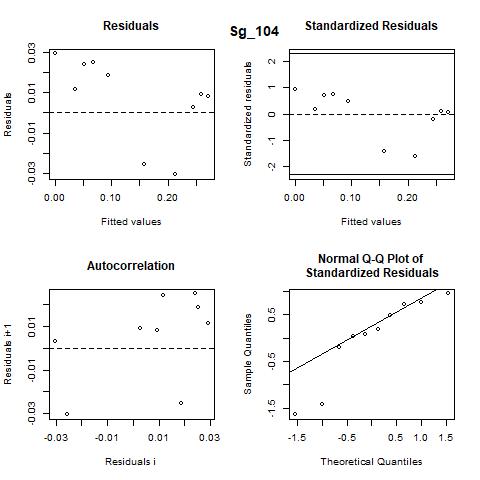 Sg_104
Residuals
Standardized Residuals
Residuals
-0.03 -0.01 0.01 0.03
0.00 0.10 0.20
Fitted values
Standardized residuals
-2 -1 0 1 2
0.00 0.10 0.20
Fitted values
Autocorrelation
Normal Q-Q Plot of
Standardized Residuals
Residuals i+1
-0.03 -0.01 0.01
-0.03 -0.01 0.01 0.03
Residuals i
Sample Quantiles
-1.5 -0.5 0.5
-1.5 -0.5 0.5 1.0 1.5
Theoretical Quantiles